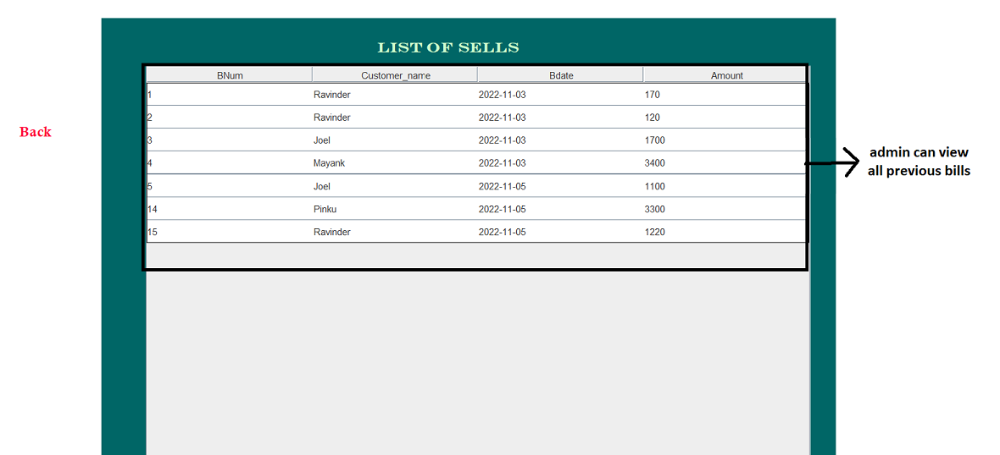 LIST OF SELLS
BNum Customer_name Bdate Amount
1 Ravinder 2022-11-03 170
2 Ravinder 2022-11-03 120
Back
3 Joel 2022-11-03 1700
4 Mayank 2022-11-03 3400
admin can view
all previous bills
5 Joel 2022-11-05 1100
14 Pinku 2022-11-05 3300
15 Ravinder 2022-11-05 1220